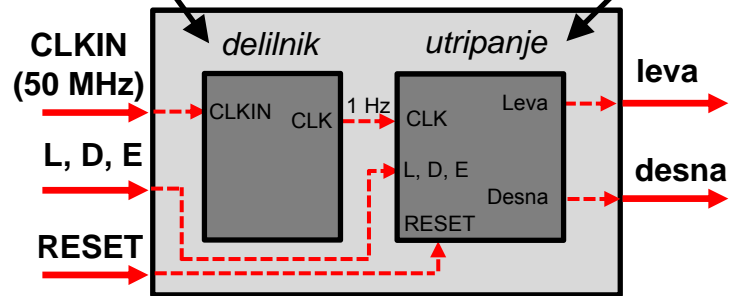 CLKIN
(50 MHz)
L, D, E
RESET
delilnik
CLKIN
CLK
1 Hz
utripanje
CLK
L, D, E
RESET
Leva
Desna
leva
desna